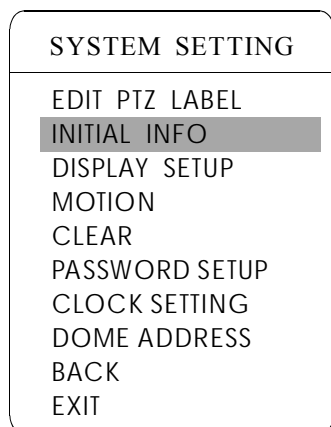 SYSTEM SETTING
EDIT PTZ LABEL
INITIAL INFO
DISPLAY SETUP
MOTION
CLEAR
PASSWORD SETUP
CLOCK SETTING
DOME ADDRESS
BACK
EXIT